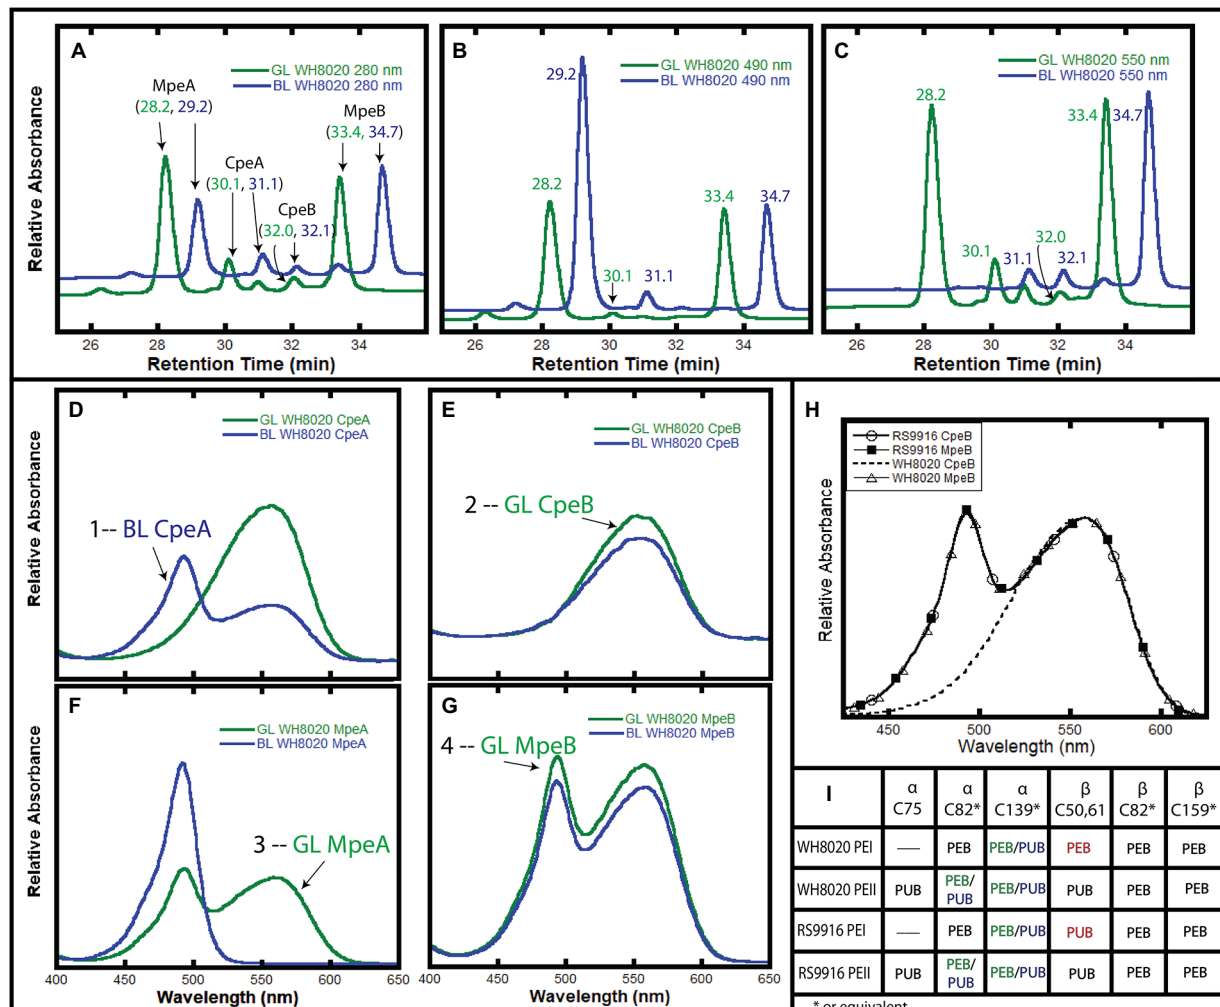 A
GL WH8020 280 nm
BL WH8020 280 nm
MpeA
(28.2, 29.2)
MpeB
(33.4, 34.7)
CpeA
(30.1, 31.1)
CpeB
(32.0, 32.1)
Relative Absorbance
26 28 30 32 34
Retention Time (min)
B
GL WH8020 490 nm
BL WH8020 490 nm
29.2
28.2
33.4
34.7
30.1
31.1
26 28 30 32 34
Retention Time (min)
C
GL WH8020 550 nm
BL WH8020 550 nm
28.2
33.4
34.7
30.1
31.1
32.0
32.1
26 28 30 32 34
Retention Time (min)
D
GL WH8020 CpeA
BL WH8020 CpeA
1-- BL CpeA
Relative Absorbance
E
GL WH8020 CpeB
BL WH8020 CpeB
2 -- GL CpeB
F
GL WH8020 MpeA
BL WH8020 MpeA
3 -- GL MpeA
Relative Absorbance
400 450 500 550 600
Wavelength (nm)
G
GL WH8020 MpeB
BL WH8020 MpeB
4 -- GL MpeB
400 450 500 550 600 650
Wavelength (nm)
H
RS9916 CpeB
RS9916 MpeB
WH8020 CpeB
WH8020 MpeB
Relative Absorbance
450 500 550 600
Wavelength (nm)
I α C75 α C82* α C139* β C50,61 β C82* β C159*
WH8020 PEI — PEB PEB/PUB PEB PEB PEB
WH8020 PEII PUB PEB/PUB PEB/PUB PUB PEB PEB
RS9916 PEI — PEB PEB/PUB PUB PEB PEB
RS9916 PEII PUB PEB/PUB PEB/PUB PUB PEB PEB
* or equivalent